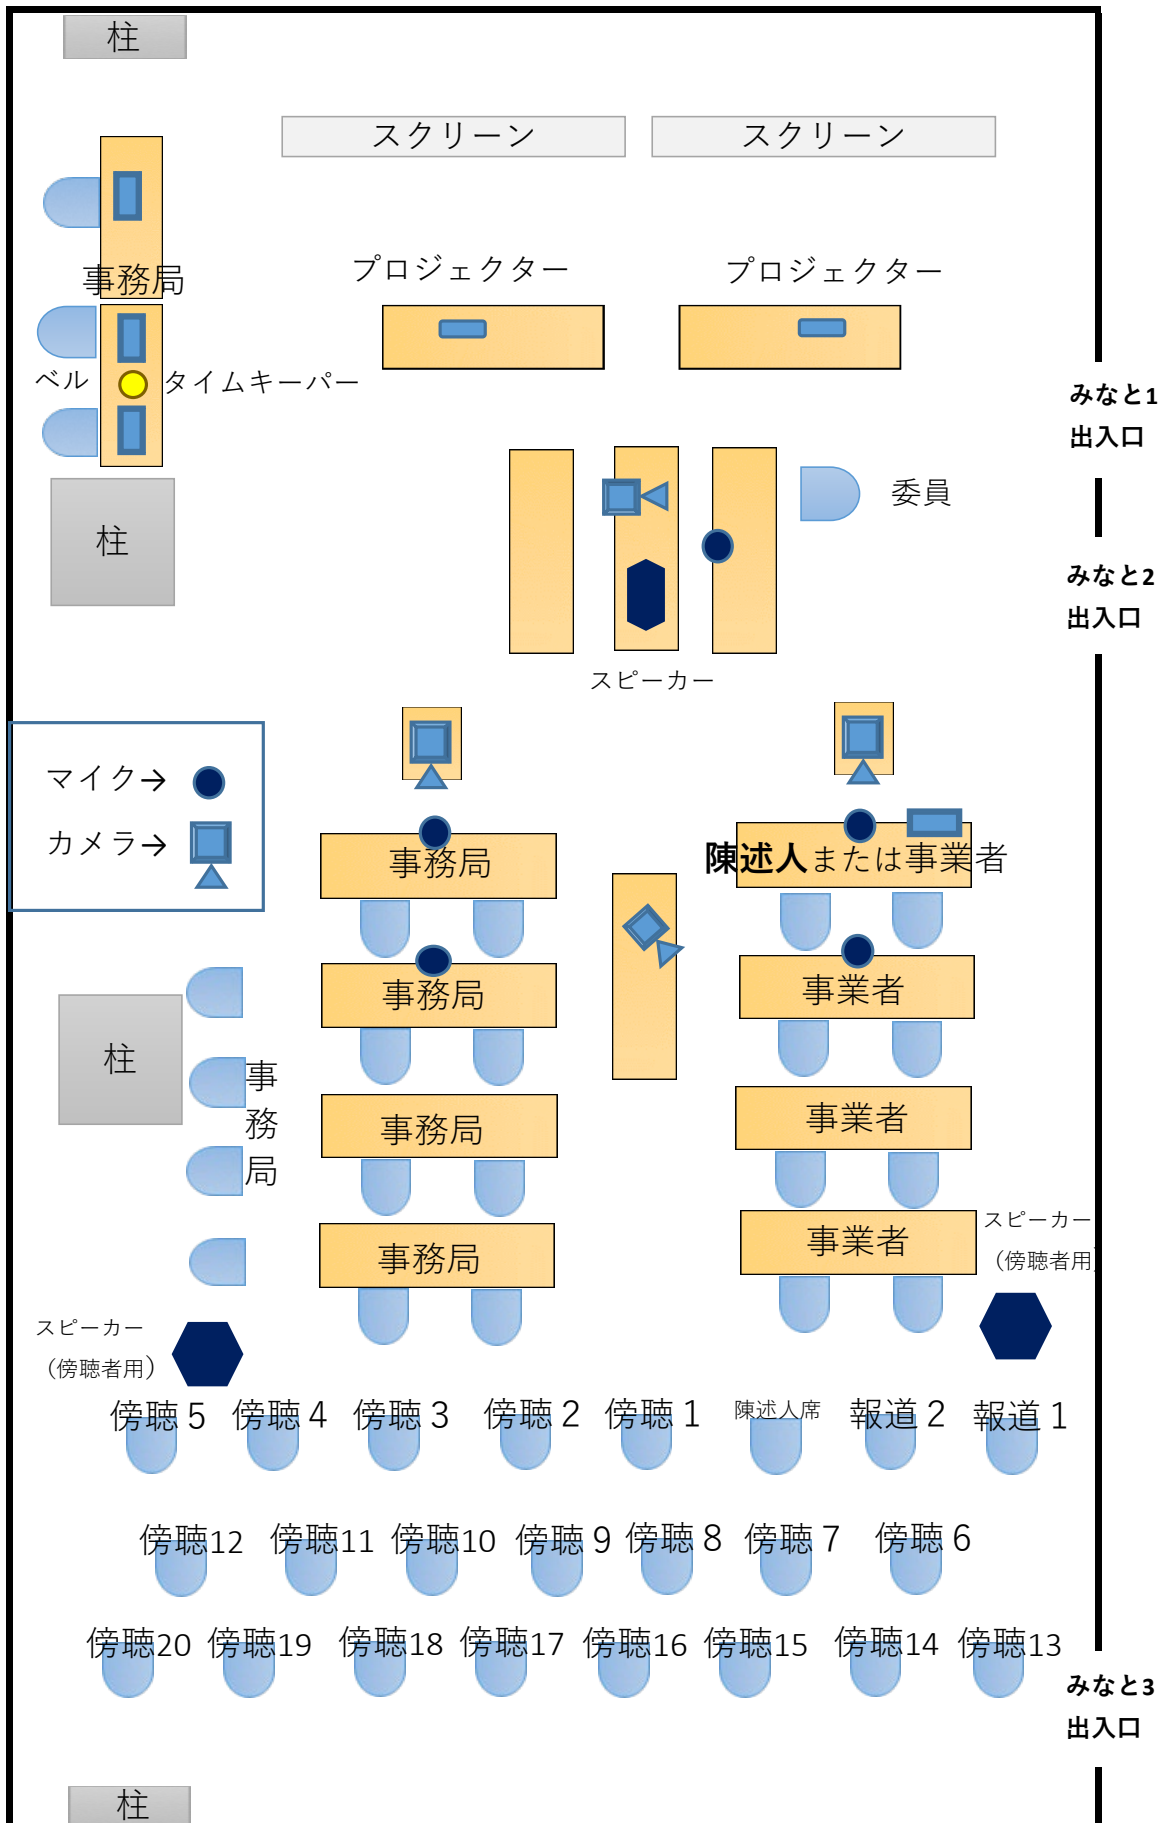 柱
スクリーン
スクリーン
事務局
プロジェクター
プロジェクター
ベル
タイムキーパー
みなと1
出入口
柱
委員
みなと2
出入口
スピーカー
マイク→
カメラ→
事務局
陳述人または事業者
事務局
事業者
柱
事務局
事務局
事業者
事務局
事業者
スピーカー
（傍聴者用）
スピーカー
（傍聴者用）
傍聴５
傍聴４
傍聴３
傍聴２
傍聴１
陳述人席
報道２
報道１
傍聴12
傍聴11
傍聴10
傍聴９
傍聴８
傍聴７
傍聴６
傍聴20
傍聴19
傍聴18
傍聴17
傍聴16
傍聴15
傍聴14
傍聴13
みなと3
出入口
柱